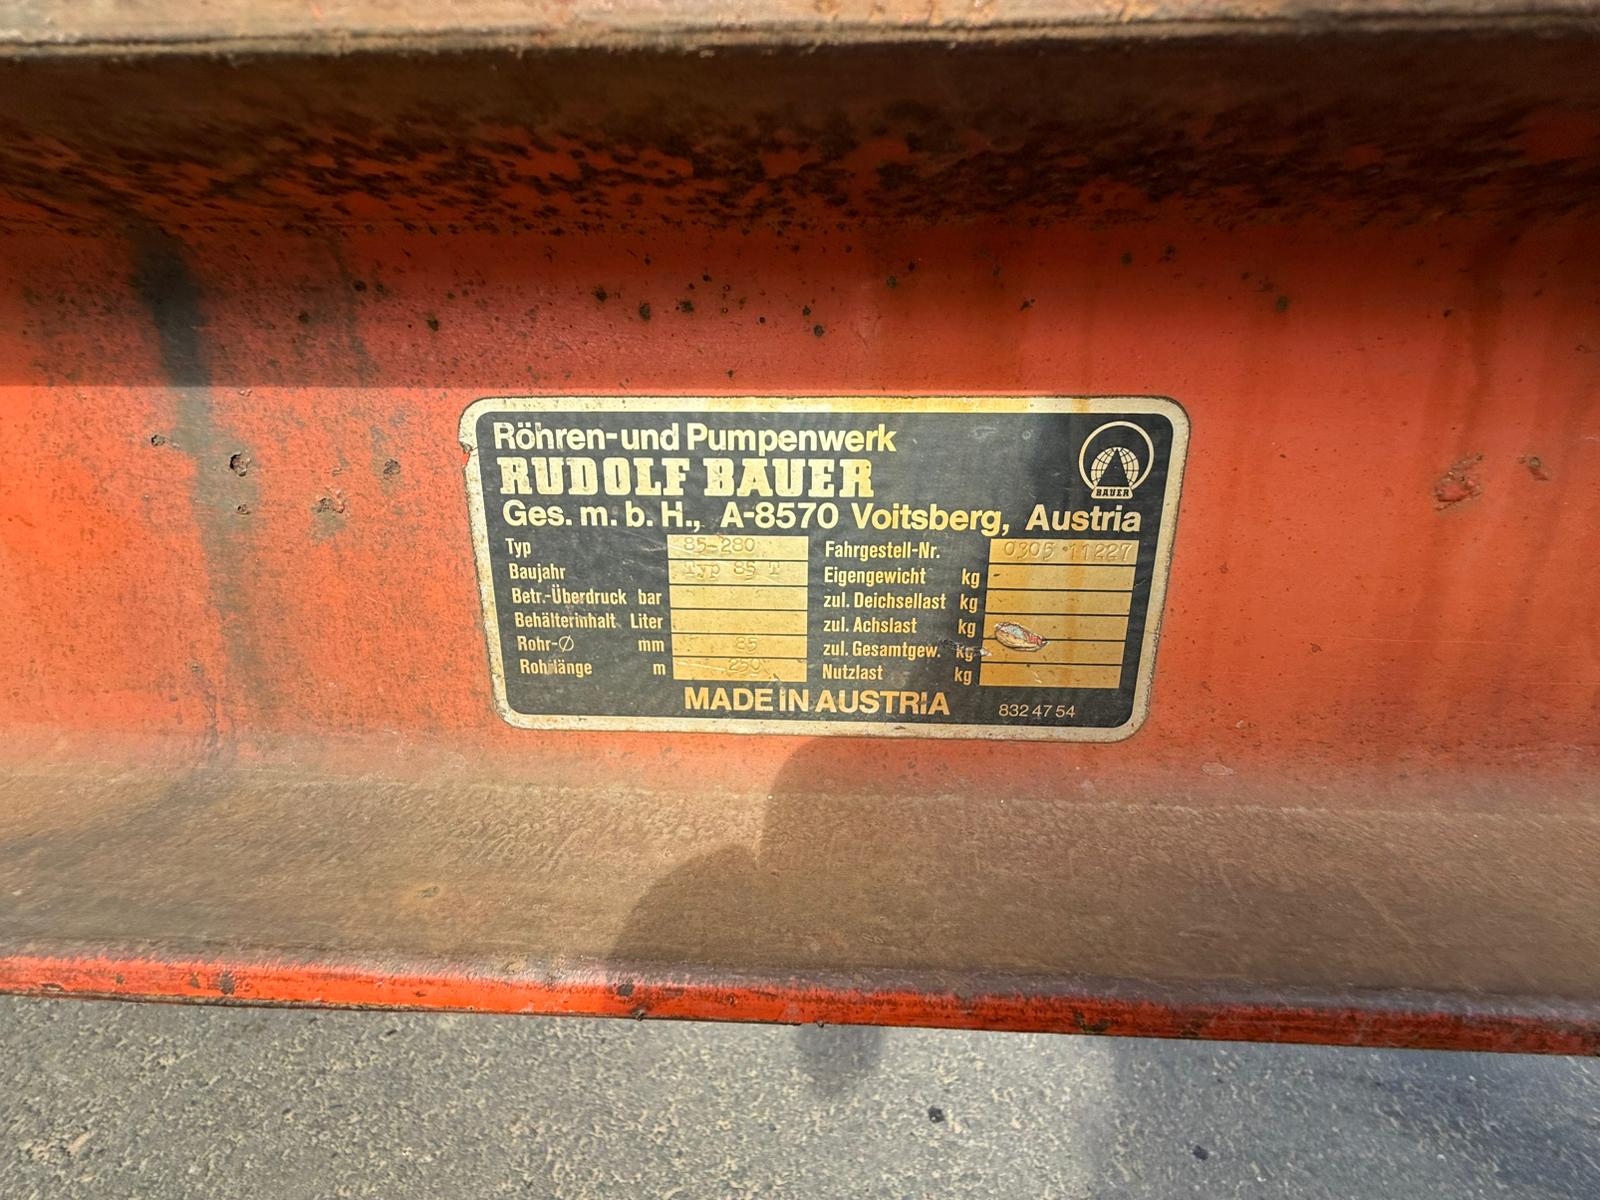 Röhren-und Pumpenwerk
BAUER
RUDOLF BAUER
Ges. m. b. H., A-8570 Voitsberg, Austria
Typ 85-280 Fahrgestell-Nr. 0305 11227
Baujahr Typ 85 T Eigengewicht kg
Betr.-Überdruck bar zul. Deichsellast kg
Behälterinhalt Liter zul. Achslast kg
Rohr-Ø mm 85 zul. Gesamtgew. kg
Rohrlänge m 250 Nutzlast kg
MADE IN AUSTRIA 832 47 54